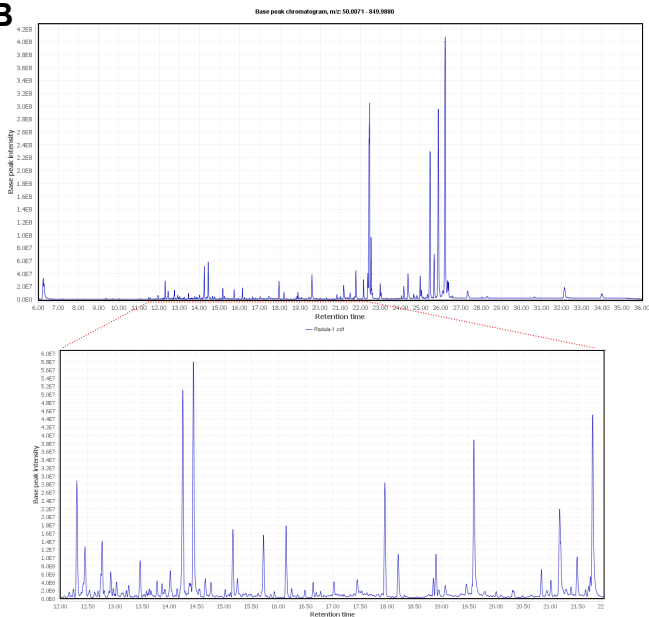 B
Base peak chromatogram, m/z: 50.0071 - 849.9880
Base peak intensity
4.2E8
4.0E8
3.8E8
3.6E8
3.4E8
3.2E8
3.0E8
2.8E8
2.6E8
2.4E8
2.2E8
2.0E8
1.8E8
1.6E8
1.4E8
1.2E8
1.0E8
8.0E7
6.0E7
4.0E7
2.0E7
0.0E0
6.00 7.00 8.00 9.00 10.00 11.00 12.00 13.00 14.00 15.00 16.00 17.00 18.00 19.00 20.00 21.00 22.00 23.00 24.00 25.00 26.00 27.00 28.00 29.00 30.00 31.00 32.00 33.00 34.00 35.00 36.00
Retention time
Radula-1.cdf
Base peak intensity
6.0E7
5.8E7
5.6E7
5.4E7
5.2E7
5.0E7
4.8E7
4.6E7
4.4E7
4.2E7
4.0E7
3.8E7
3.6E7
3.4E7
3.2E7
3.0E7
2.8E7
2.6E7
2.4E7
2.2E7
2.0E7
1.8E7
1.6E7
1.4E7
1.2E7
1.0E7
8.0E6
6.0E6
4.0E6
2.0E6
0.0E0
12.00 12.50 13.00 13.50 14.00 14.50 15.00 15.50 16.00 16.50 17.00 17.50 18.00 18.50 19.00 19.50 20.00 20.50 21.00 21.50 22
Retention time